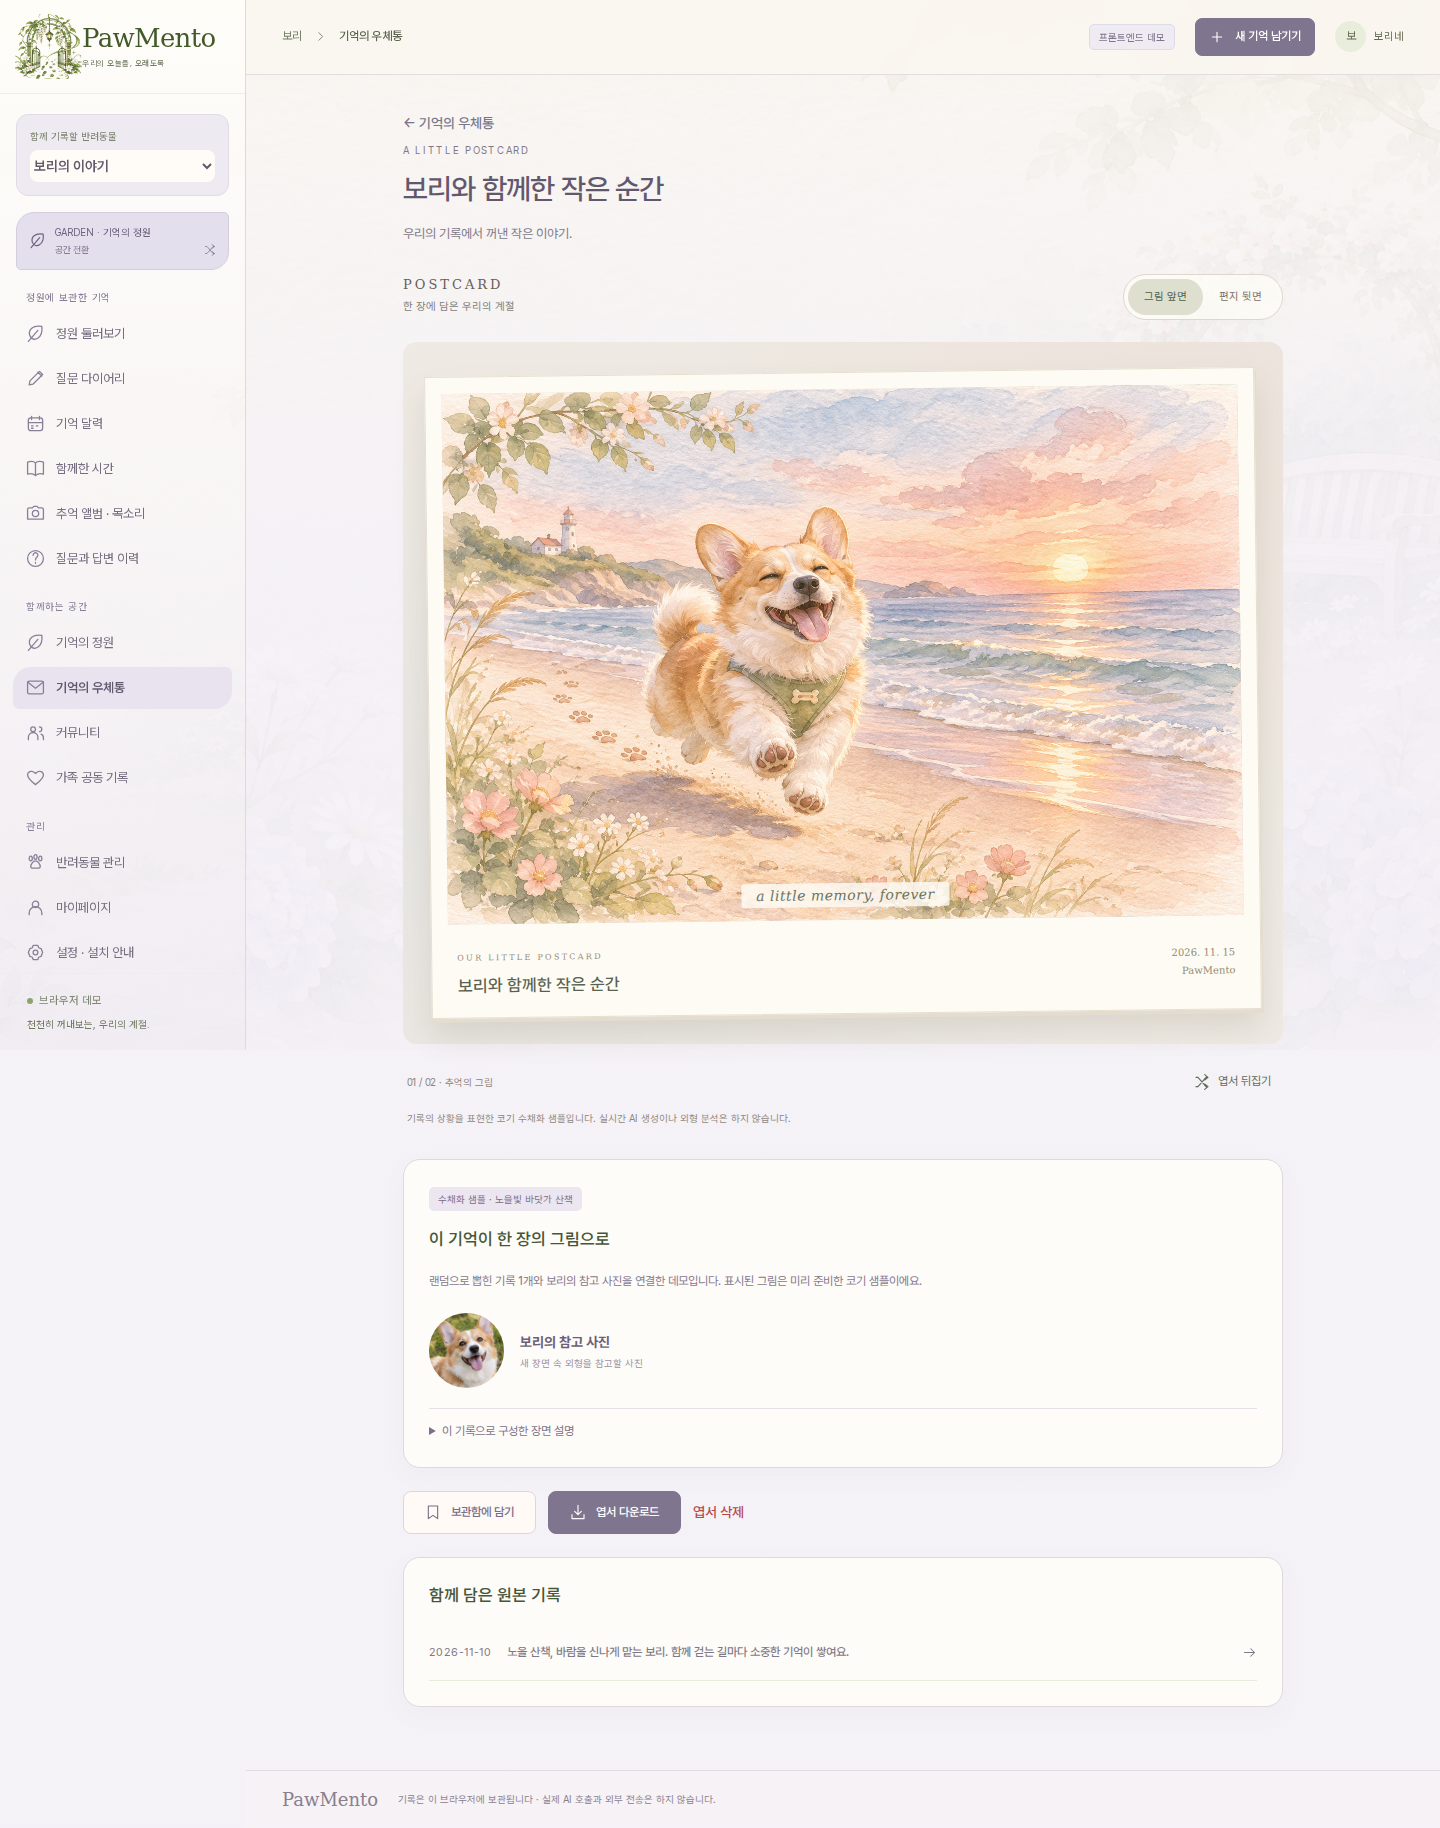 PawMento
우리의 오늘을, 오래도록
함께 기록할 반려동물
보리의 이야기
GARDEN · 기억의 정원
공간 전환
정원에 보관한 기억
정원 둘러보기
질문 다이어리
기억 달력
함께한 시간
추억 앨범 · 목소리
질문과 답변 이력
함께하는 공간
기억의 정원
기억의 우체통
커뮤니티
가족 공동 기록
관리
반려동물 관리
마이페이지
설정 · 설치 안내
브라우저 데모
천천히 꺼내보는, 우리의 계절.
보리 > 기억의 우체통
프론트엔드 데모
+ 새 기억 남기기
보 보리네
← 기억의 우체통
A LITTLE POSTCARD
보리와 함께한 작은 순간
우리의 기록에서 꺼낸 작은 이야기.
POSTCARD
한 장에 담은 우리의 계절
그림 앞면 편지 뒷면
a little memory, forever
OUR LITTLE POSTCARD
보리와 함께한 작은 순간
2026. 11. 15
PawMento
01 / 02 · 추억의 그림
엽서 뒤집기
기록의 상황을 표현한 코기 수채화 샘플입니다. 실시간 AI 생성이나 외형 분석은 하지 않습니다.
수채화 샘플 · 노을빛 바닷가 산책
이 기억이 한 장의 그림으로
랜덤으로 뽑힌 기록 1개와 보리의 참고 사진을 연결한 데모입니다. 표시된 그림은 미리 준비한 코기 샘플이에요.
보리의 참고 사진
새 장면 속 외형을 참고할 사진
▶ 이 기록으로 구성한 장면 설명
보관함에 담기
엽서 다운로드
엽서 삭제
함께 담은 원본 기록
2026-11-10 노을 산책, 바람을 신나게 맡는 보리. 함께 걷는 길마다 소중한 기억이 쌓여요. →
PawMento 기록은 이 브라우저에 보관됩니다 · 실제 AI 호출과 외부 전송은 하지 않습니다.